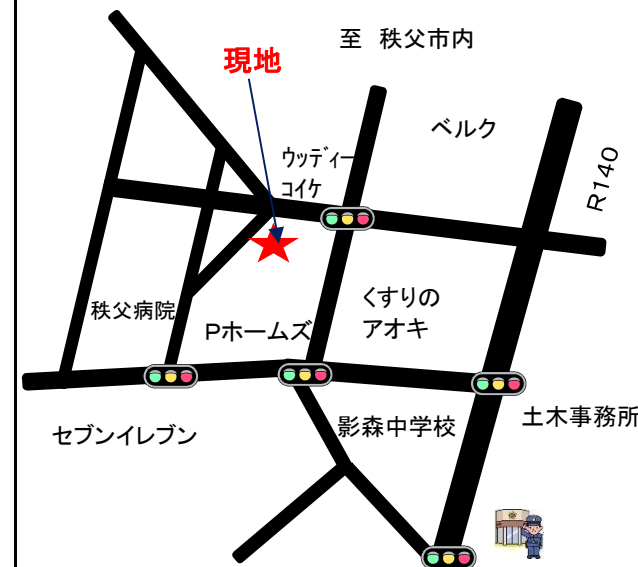 至 秩父市内
現地
ベルク
ウッディー
コイケ
R140
くすりの
アオキ
秩父病院
Pホームズ
影森中学校
土木事務所
セブンイレブン